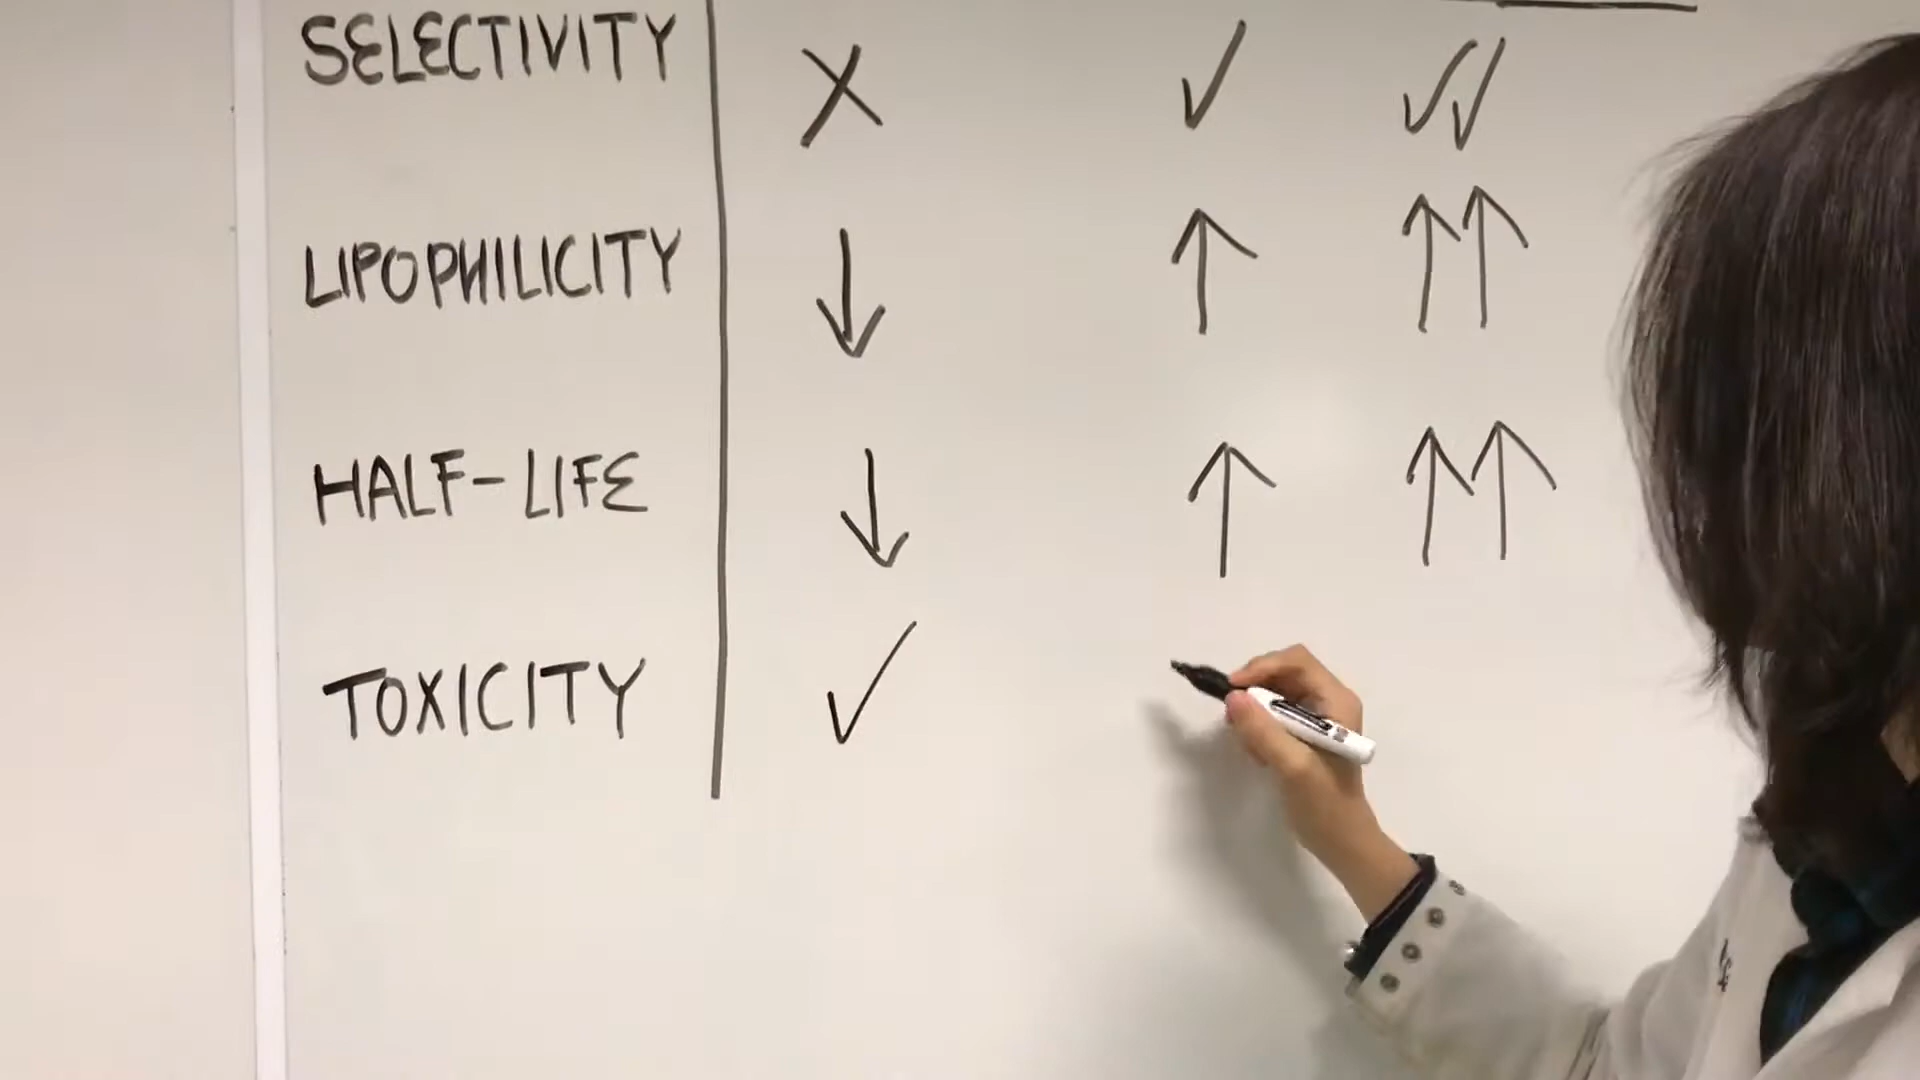 SELECTIVITY X ✓ ✓✓
LIPOPHILICITY ↓ ↑ ↑↑
HALF-LIFE ↓ ↑ ↑↑
TOXICITY ✓